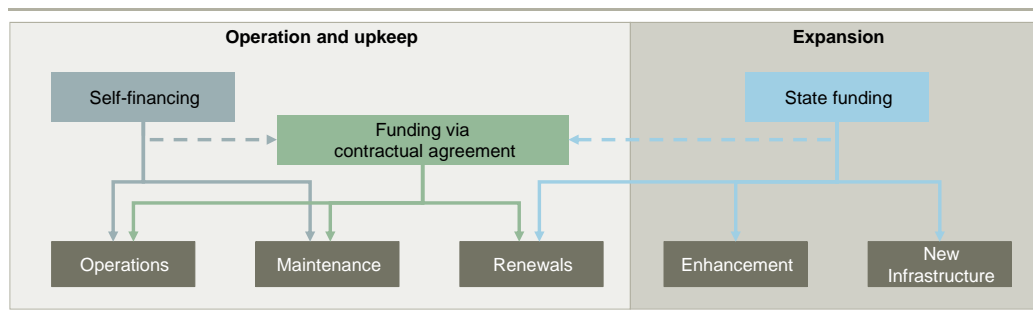 Operation and upkeep
Expansion
Self-financing
State funding
Funding via
contractual agreement
Operations
Maintenance
Renewals
Enhancement
New
Infrastructure